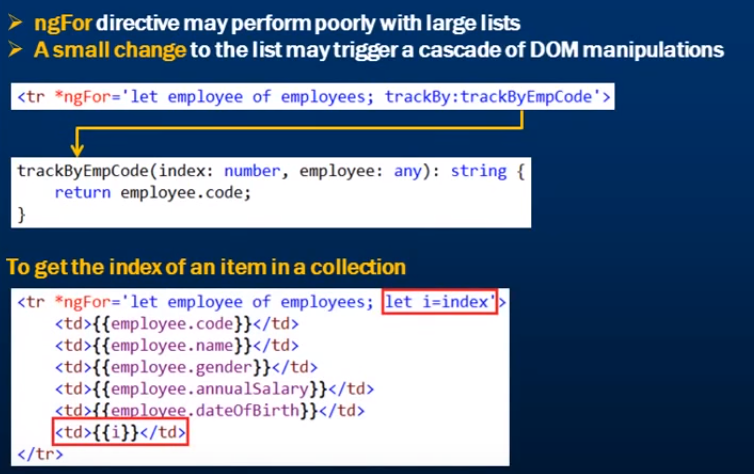 ngFor directive may perform poorly with large lists
A small change to the list may trigger a cascade of DOM manipulations
<tr *ngFor='let employee of employees; trackBy:trackByEmpCode'>
trackByEmpCode(index: number, employee: any): string {
return employee.code;
}
To get the index of an item in a collection
<tr *ngFor='let employee of employees; let i=index'>
<td>{{employee.code}}</td>
<td>{{employee.name}}</td>
<td>{{employee.gender}}</td>
<td>{{employee.annualSalary}}</td>
<td>{{employee.dateOfBirth}}</td>
<td>{{i}}</td>
</tr>